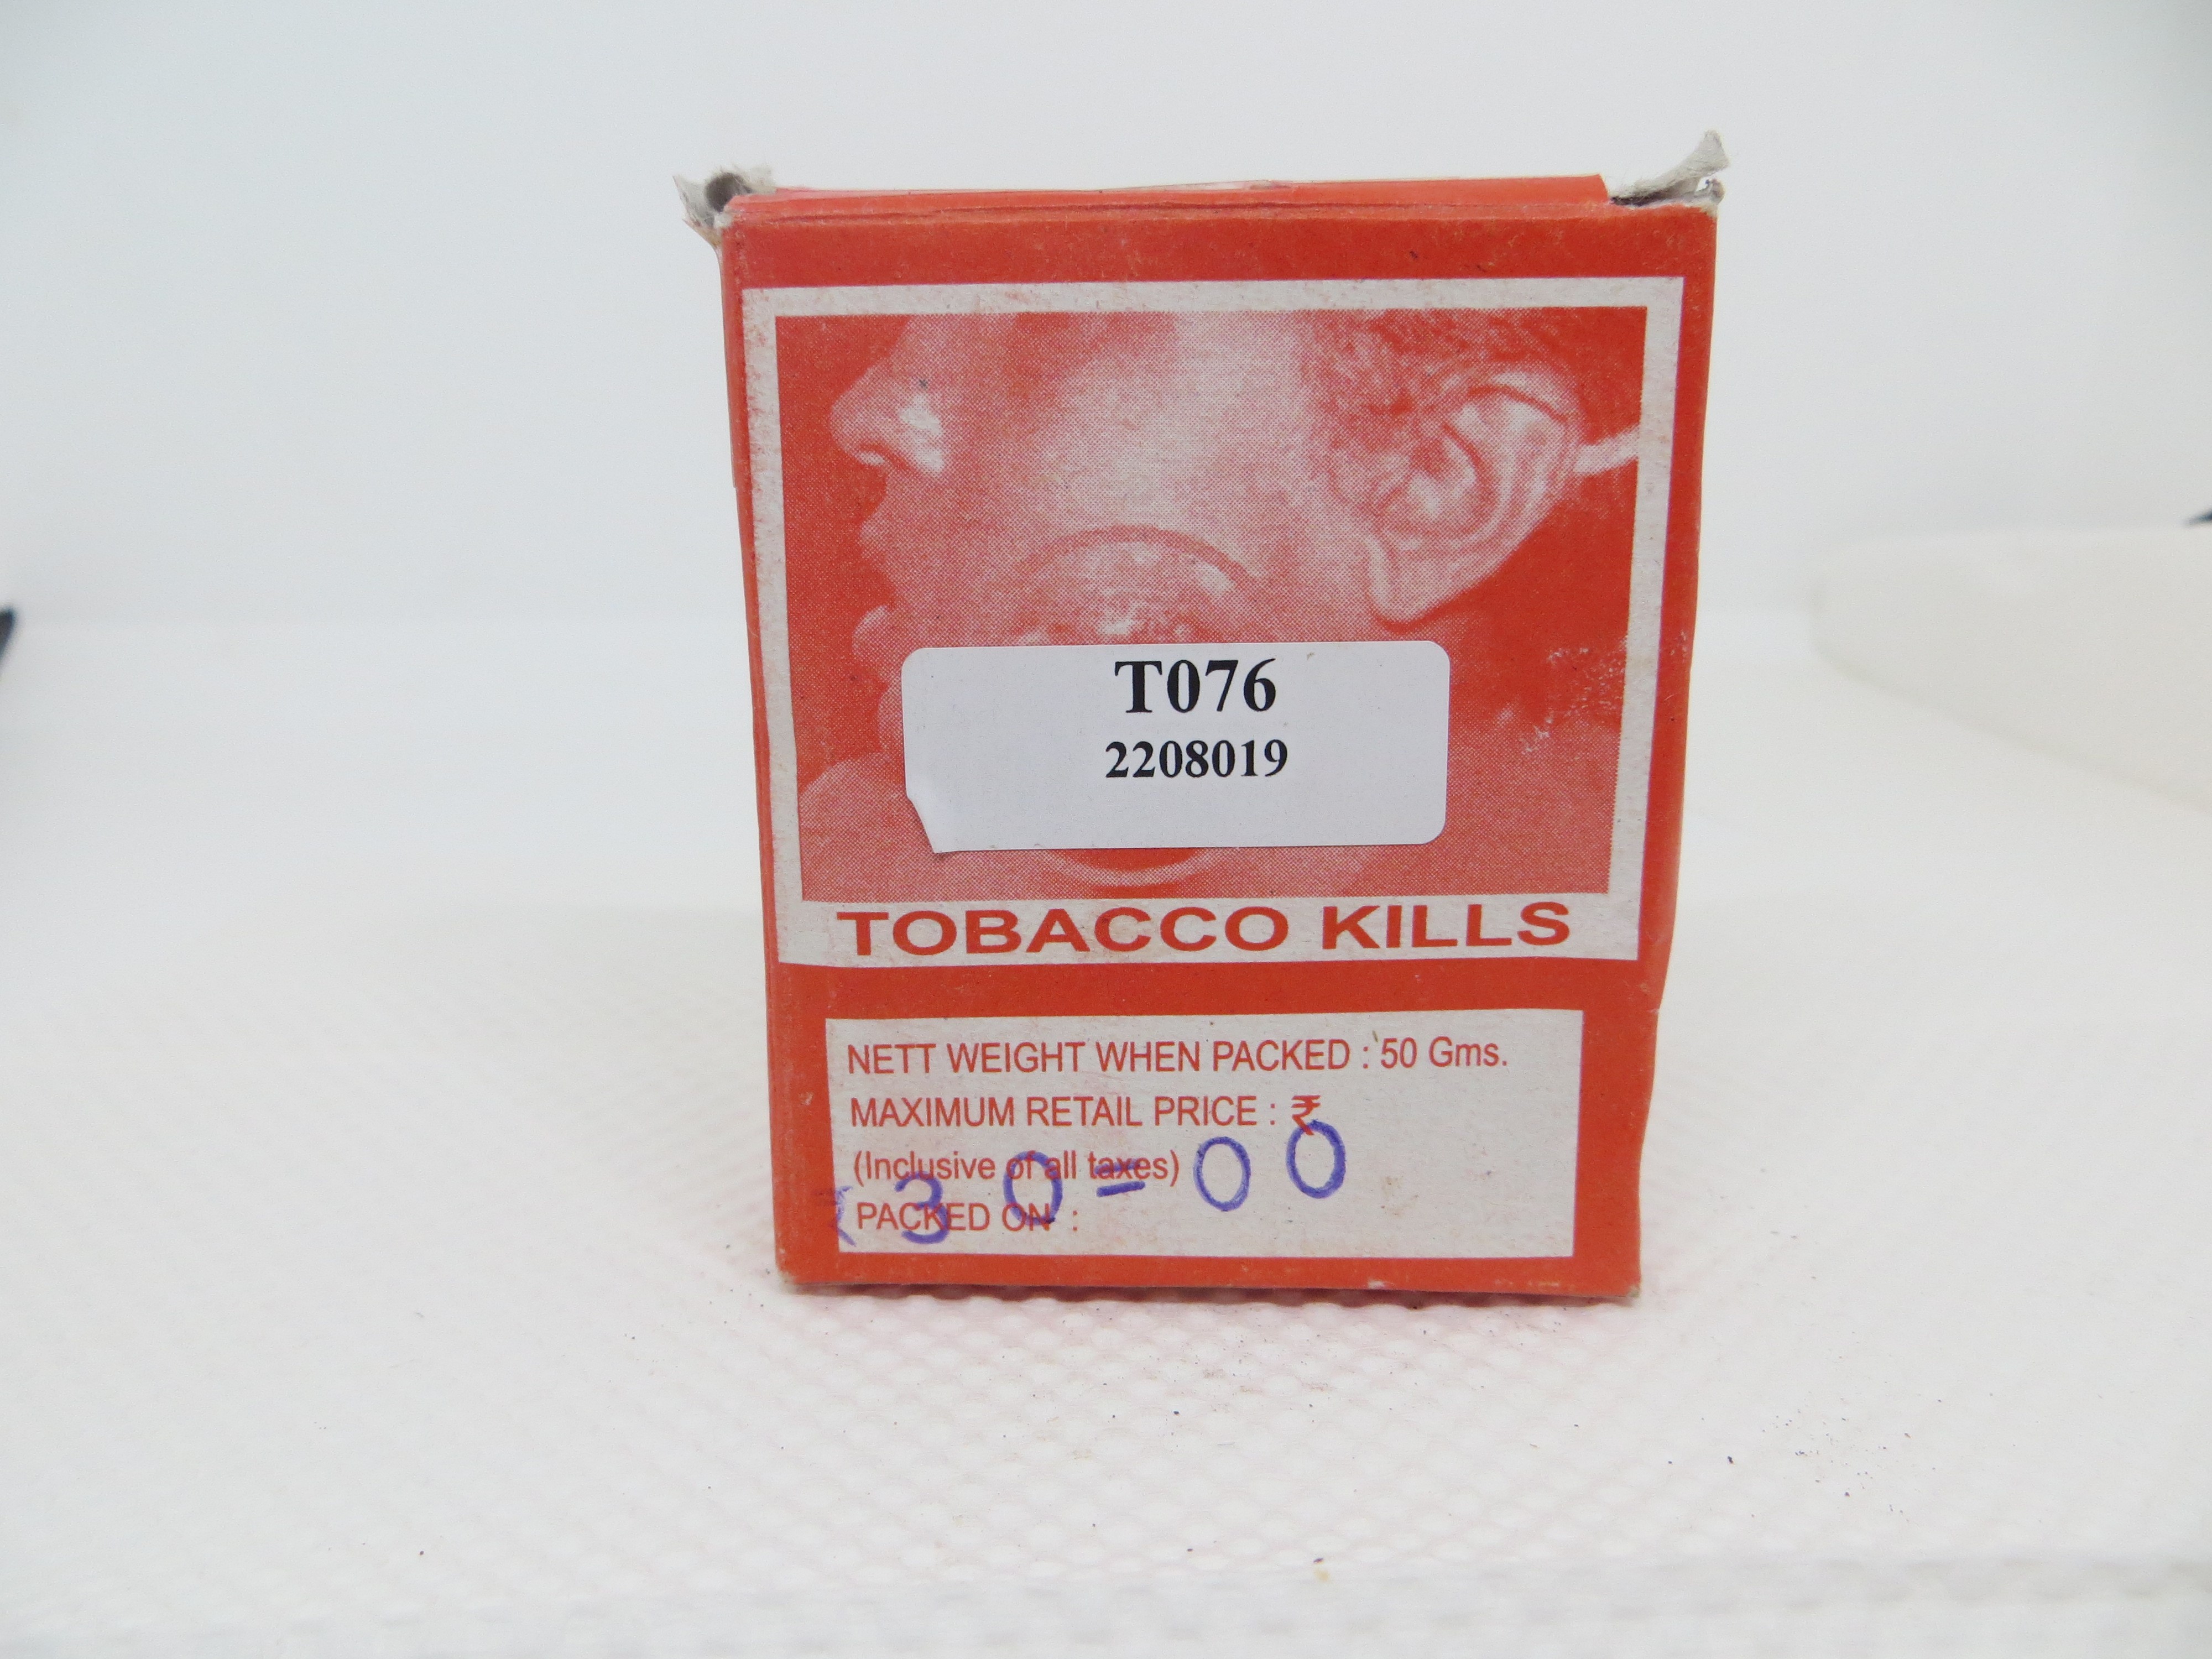 T076
2208019
TOBACCO KILLS
NETT WEIGHT WHEN PACKED : 50 Gms.
MAXIMUM RETAIL PRICE : ₹
(Inclusive of all taxes)
₹ 30-00
PACKED ON :